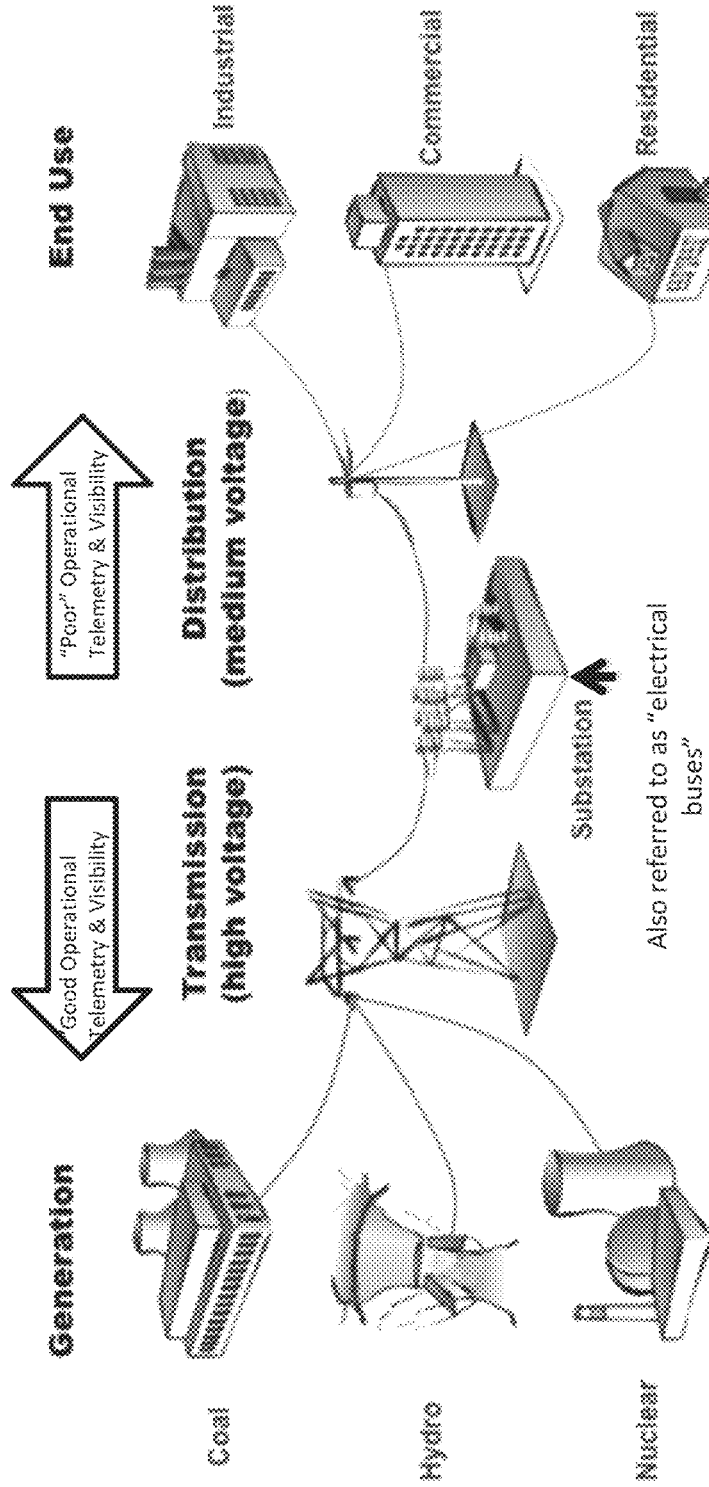 Generation
"Good Operational
Telemetry & Visibility
"Poor" Operational
Telemetry & Visibility
End Use
Transmission
(high voltage)
Distribution
(medium voltage)
Coal
Hydro
Nuclear
Industrial
Commercial
Residential
Substation
Also referred to as "electrical
buses"